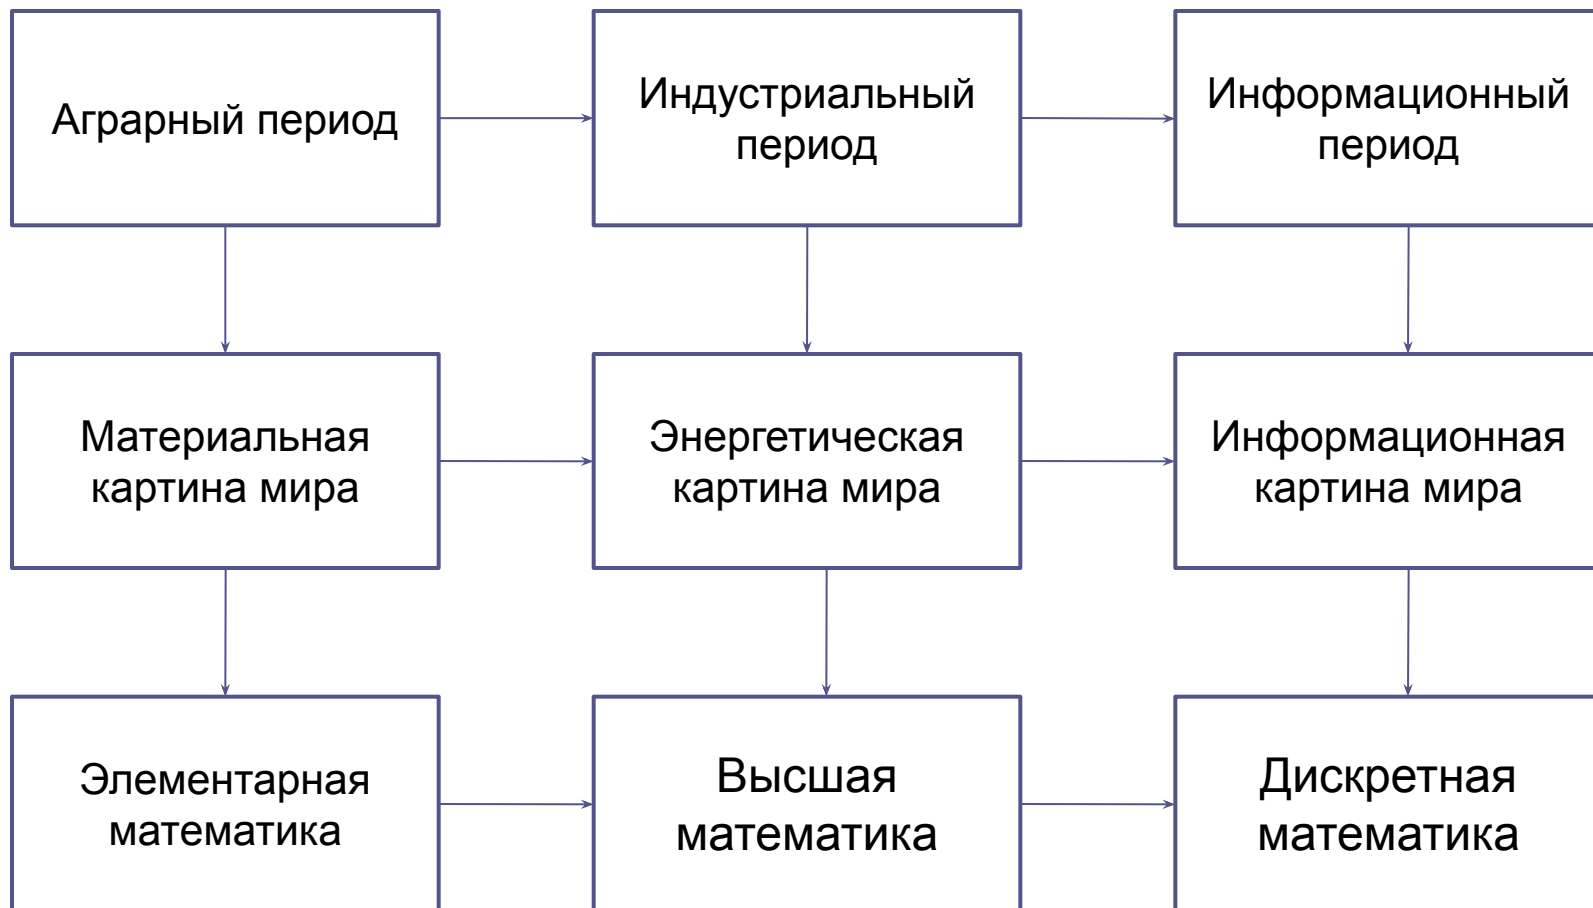 Аграрный период
Индустриальный
период
Информационный
период
Материальная
картина мира
Энергетическая
картина мира
Информационная
картина мира
Элементарная
математика
Высшая
математика
Дискретная
математика